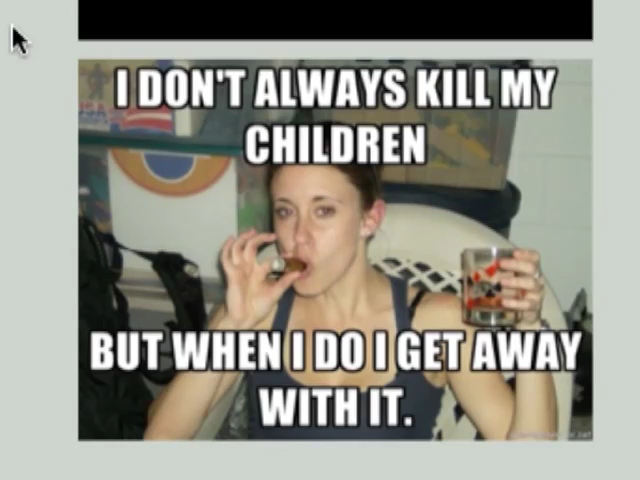 I DON'T ALWAYS KILL MY
CHILDREN
BUT WHEN I DO I GET AWAY
WITH IT.